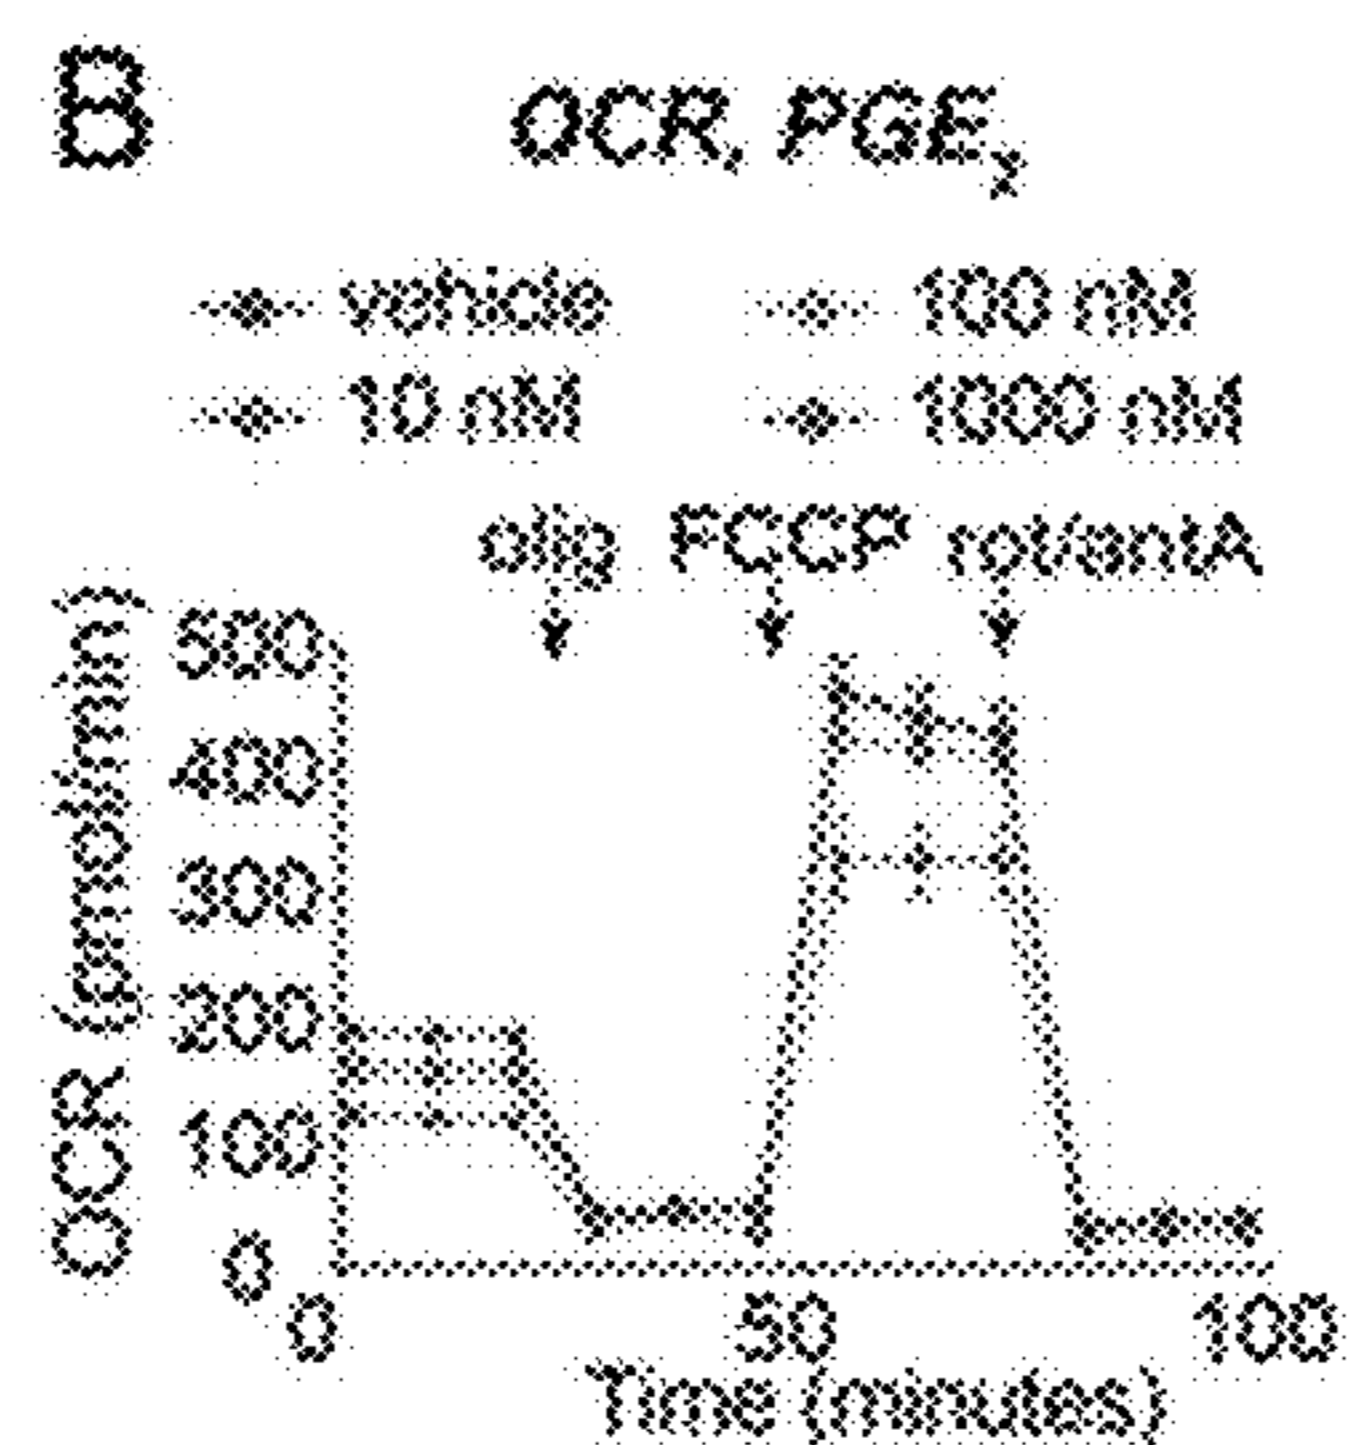 B
OCR, PGE2
vehicle 100 nM
10 nM 1000 nM
olig FCCP rot/antA
OCR (pmol/min)
500
400
300
200
100
0
0 50 100
Time (minutes)